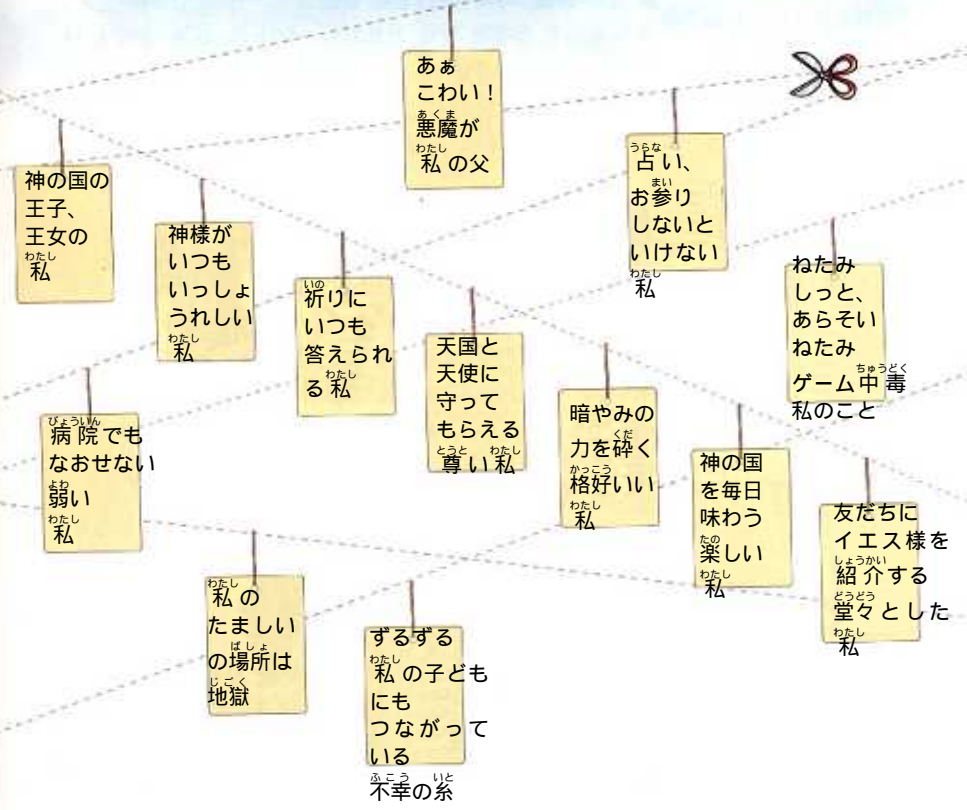 あぁ
こわい！
悪魔が
私の父
占い、
お参り
しないと
いけない
私
神の国の
王子、
王女の
私
神様が
いつも
いっしょ
うれしい
私
祈りに
いつも
答えられ
る私
ねたみ
しっと、
あらそい
ねたみ
ゲーム中毒
私のこと
天国と
天使に
守って
もらえる
尊い私
病院でも
なおせない
弱い
私
暗やみの
力を砕く
格好いい
私
神の国
を毎日
味わう
楽しい
私
友だちに
イエス様を
紹介する
堂々とした
私
私の
たましい
の場所は
地獄
ずるずる
私の子ども
にも
つながって
いる
不幸の糸